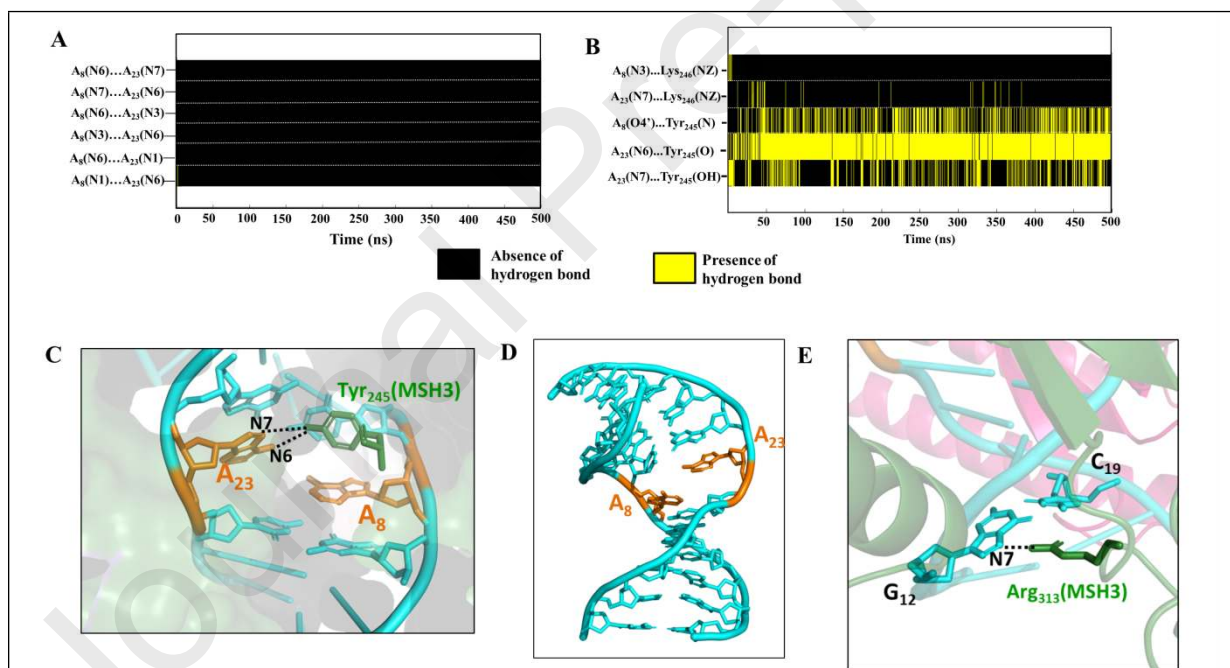 A
A8(N6)…A23(N7)
A8(N7)…A23(N6)
A8(N6)…A23(N3)
A8(N3)…A23(N6)
A8(N6)…A23(N1)
A8(N1)…A23(N6)
0 50 100 150 200 250 300 350 400 450 500
Time (ns)
B
A8(N3)...Lys246(NZ)
A23(N7)...Lys246(NZ)
A8(O4')...Tyr245(N)
A23(N6)...Tyr245(O)
A23(N7)...Tyr245(OH)
50 100 150 200 250 300 350 400 450 500
Time (ns)
Absence of
hydrogen bond
Presence of
hydrogen bond
C
Tyr245(MSH3)
N7
N6
A23
A8
D
A23
A8
E
C19
N7
G12
Arg313(MSH3)
Journal Pre-